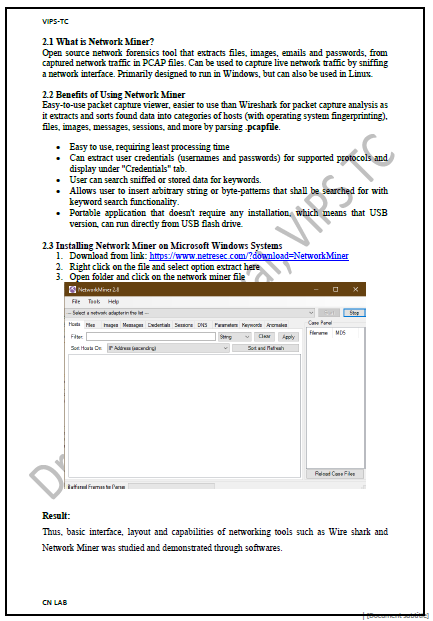 VIPS-TC
2.1 What is Network Miner?
Open source network forensics tool that extracts files, images, emails and passwords, from
captured network traffic in PCAP files. Can be used to capture live network traffic by sniffing
a network interface. Primarily designed to run in Windows, but can also be used in Linux.
2.2 Benefits of Using Network Miner
Easy-to-use packet capture viewer, easier to use than Wireshark for packet capture analysis as
it extracts and sorts found data into categories of hosts (with operating system fingerprinting),
files, images, messages, sessions, and more by parsing .pcapfile.
• Easy to use, requiring least processing time
• Can extract user credentials (usernames and passwords) for supported protocols and
display under "Credentials" tab.
• User can search sniffed or stored data for keywords.
• Allows user to insert arbitrary string or byte-patterns that shall be searched for with
keyword search functionality.
• Portable application that doesn't require any installation, which means that USB
version, can run directly from USB flash drive.
2.3 Installing Network Miner on Microsoft Windows Systems
1. Download from link: https://www.netresec.com/?download=NetworkMiner
2. Right click on the file and select option extract here
3. Open folder and click on the network miner file
NetworkMiner 2.0
File Tools Help
--- Select a network adapter in the list ---
Stop
Hosts Files Images Messages Credentials Sessions DNS Parameters Keywords Anomalies
Case Panel
Filter: String Clear Apply
Filename MD5
Sort Hosts On: IP Address (ascending) Sort and Refresh
Reload Case Files
Buffered Frames to Parse:
Result:
Thus, basic interface, layout and capabilities of networking tools such as Wire shark and
Network Miner was studied and demonstrated through softwares.
CN LAB
[Document subtitle]
VIPS TC